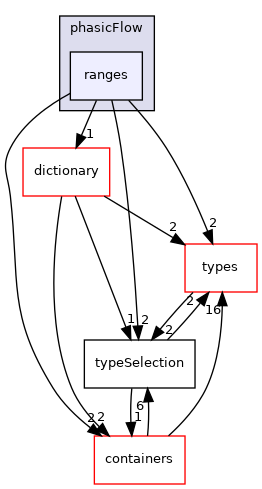 phasicFlow
ranges
1
dictionary
2
2
types
1
2
2
2
16
typeSelection
6
1
2
2
containers